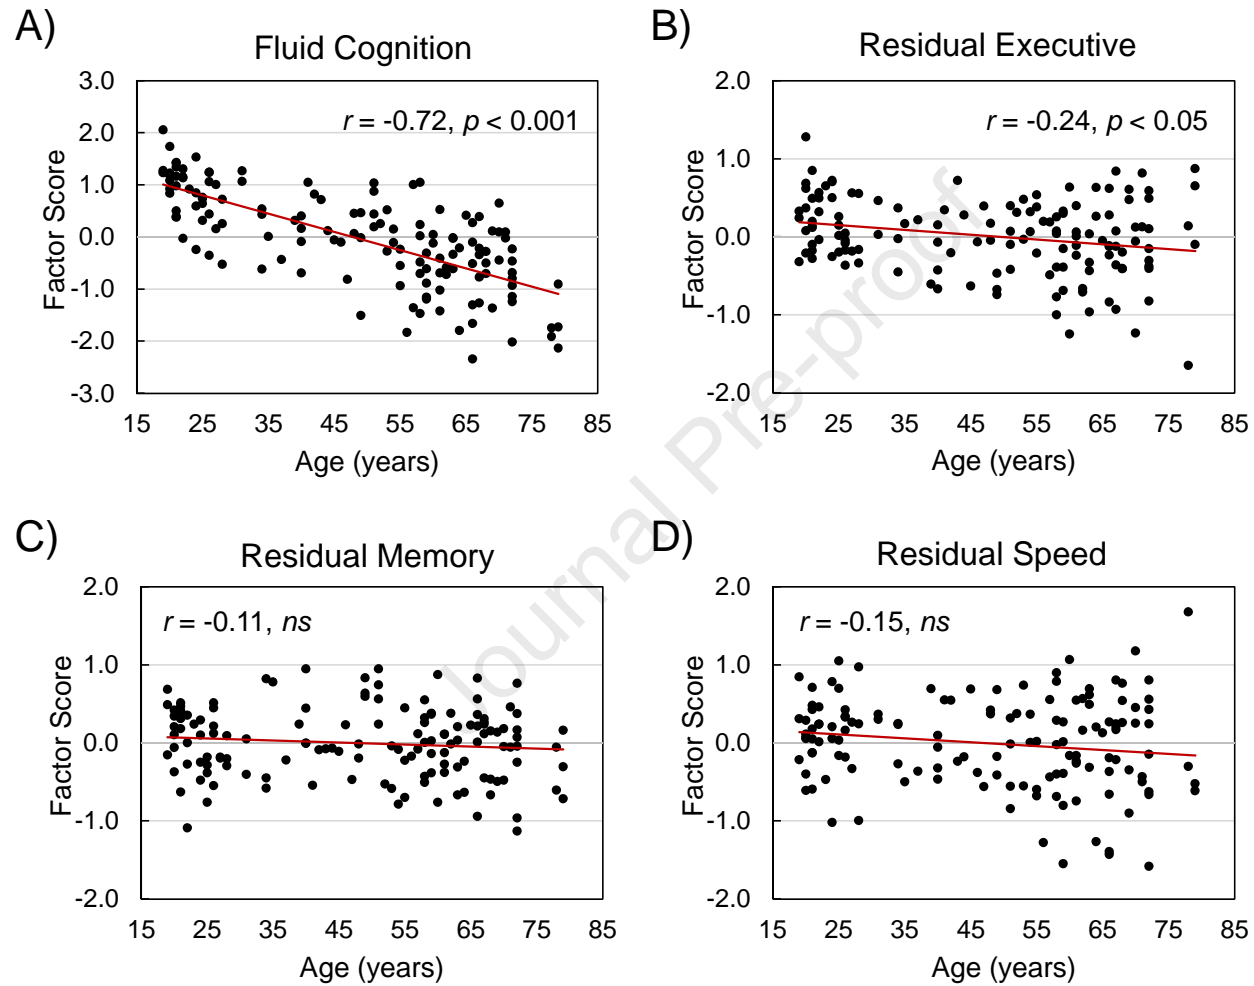 A)
Fluid Cognition
r = -0.72, p < 0.001
Factor Score
3.0
2.0
1.0
0.0
-1.0
-2.0
-3.0
15 25 35 45 55 65 75 85
Age (years)
B)
Residual Executive
r = -0.24, p < 0.05
Factor Score
2.0
1.0
0.0
-1.0
-2.0
15 25 35 45 55 65 75 85
Age (years)
C)
Residual Memory
r = -0.11, ns
Factor Score
2.0
1.0
0.0
-1.0
-2.0
15 25 35 45 55 65 75 85
Age (years)
D)
Residual Speed
r = -0.15, ns
Factor Score
2.0
1.0
0.0
-1.0
-2.0
15 25 35 45 55 65 75 85
Age (years)
Journal Pre-proof